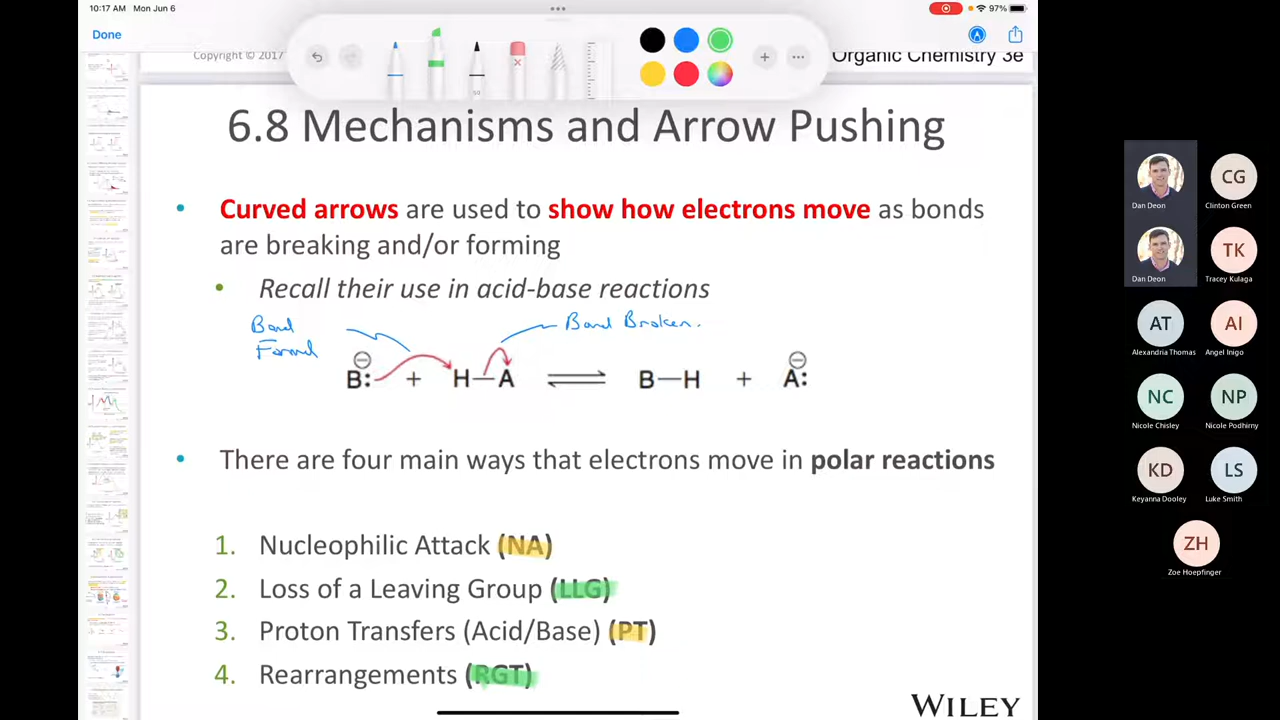 10:17 AM Mon Jun 6
97%
Done
Copyright © 2017
Organic Chemistry 3e
6.8 Mechanisms and Arrow Pushing
Curved arrows are used to show how electrons move as bonds
are breaking and/or forming
Recall their use in acid-base reactions
Bond
Formed
Bond Broken.
B: + H—A ⇌ B—H + A:
There are four main ways that electrons move in polar reactions
1. Nucleophilic Attack (NA)
2. Loss of a Leaving Group (LLG)
3. Proton Transfers (Acid/Base) (PT)
4. Rearrangements (RGT)
WILEY
Dan Deon
CG
Clinton Green
Dan Deon
TK
Tracey Kulaga
AT
Alexandria Thomas
AI
Angel Inigo
NC
Nicole Chisley
NP
Nicole Podhirny
KD
Keyanna Dooley
LS
Luke Smith
ZH
Zoe Hoepfinger